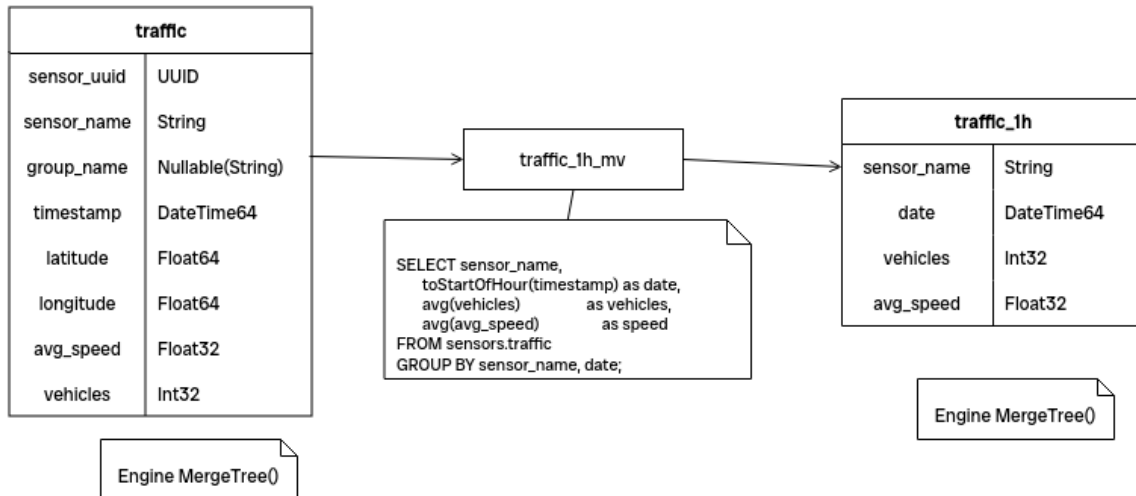 traffic
sensor_uuid UUID
sensor_name String
group_name Nullable(String)
timestamp DateTime64
latitude Float64
longitude Float64
avg_speed Float32
vehicles Int32
Engine MergeTree()
traffic_1h_mv
SELECT sensor_name,
toStartOfHour(timestamp) as date,
avg(vehicles) as vehicles,
avg(avg_speed) as speed
FROM sensors.traffic
GROUP BY sensor_name, date;
traffic_1h
sensor_name String
date DateTime64
vehicles Int32
avg_speed Float32
Engine MergeTree()